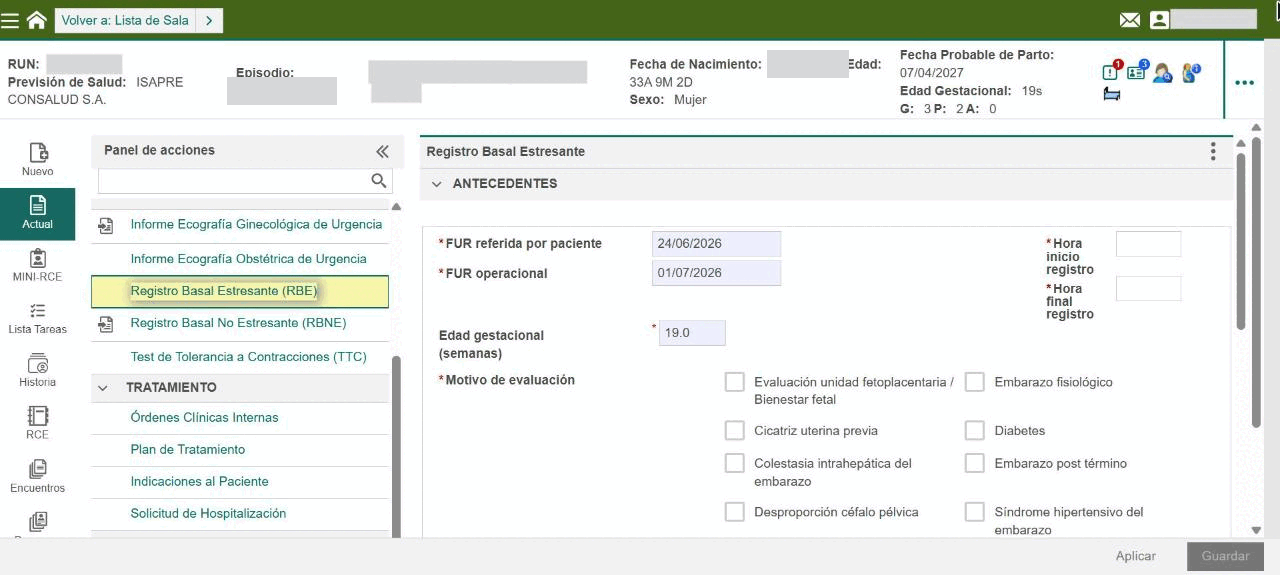 Volver a: Lista de Sala
RUN:
Previsión de Salud: ISAPRE
CONSALUD S.A.
Episodio:
Fecha de Nacimiento: Edad:
33A 9M 2D
Sexo: Mujer
Fecha Probable de Parto:
07/04/2027
Edad Gestacional: 19s
G: 3 P: 2 A: 0
1
3
Nuevo
Actual
MINI-RCE
Lista Tareas
Historia
RCE
Encuentros
Panel de acciones
Informe Ecografía Ginecológica de Urgencia
Informe Ecografía Obstétrica de Urgencia
Registro Basal Estresante (RBE)
Registro Basal No Estresante (RBNE)
Test de Tolerancia a Contracciones (TTC)
TRATAMIENTO
Órdenes Clínicas Internas
Plan de Tratamiento
Indicaciones al Paciente
Solicitud de Hospitalización
Registro Basal Estresante
ANTECEDENTES
*FUR referida por paciente 24/06/2026
*FUR operacional 01/07/2026
*Hora
inicio
registro
*Hora
final
registro
Edad gestacional
(semanas)
* 19.0
*Motivo de evaluación
Evaluación unidad fetoplacentaria /
Bienestar fetal
Embarazo fisiológico
Cicatriz uterina previa
Diabetes
Colestasia intrahepática del
embarazo
Embarazo post término
Desproporción céfalo pélvica
Síndrome hipertensivo del
embarazo
Aplicar
Guardar